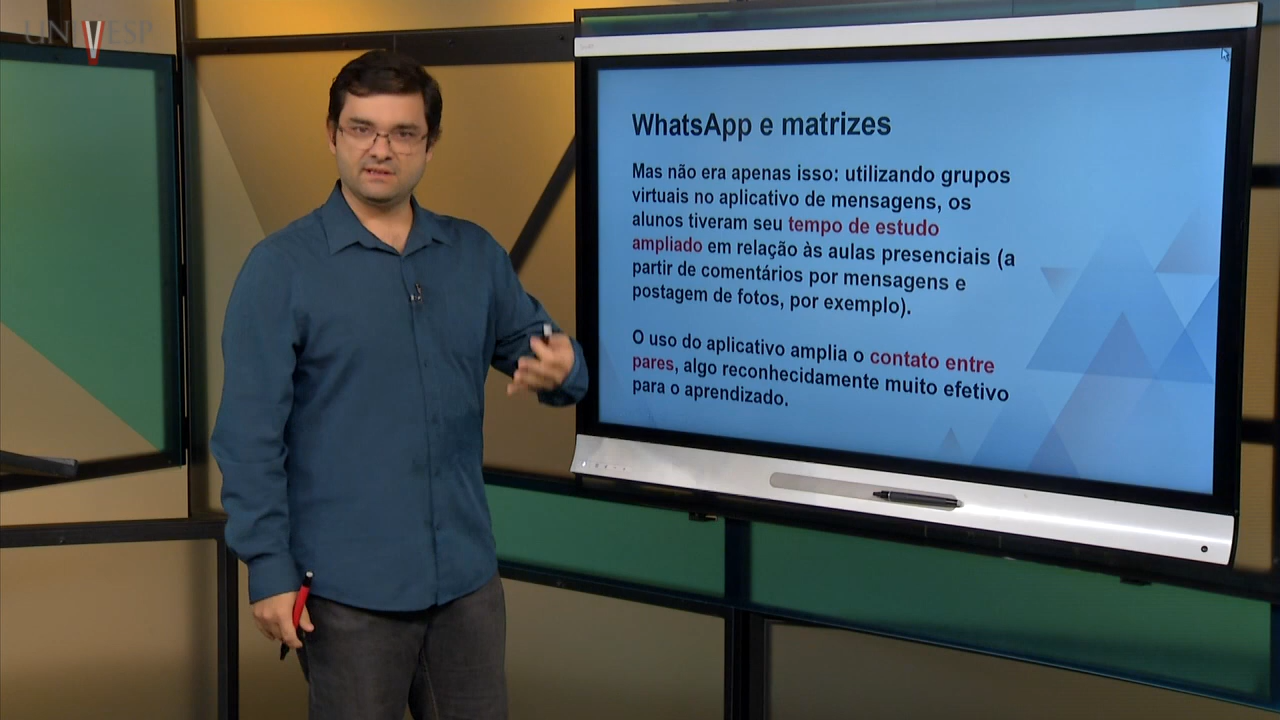 UNIVESP
WhatsApp e matrizes
Mas não era apenas isso: utilizando grupos
virtuais no aplicativo de mensagens, os
alunos tiveram seu tempo de estudo
ampliado em relação às aulas presenciais (a
partir de comentários por mensagens e
postagem de fotos, por exemplo).
O uso do aplicativo amplia o contato entre
pares, algo reconhecidamente muito efetivo
para o aprendizado.